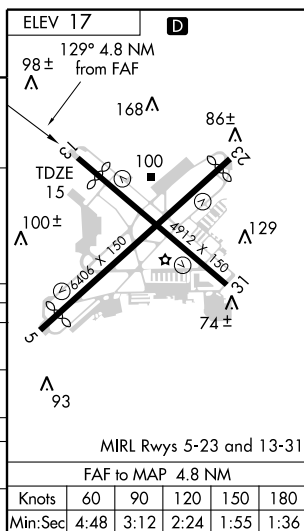 ELEV 17
D
129° 4.8 NM
from FAF
98±
168
86±
13
23
TDZE
15
100
100±
4912 X 150
129
6406 X 150
5
31
74±
93
MIRL Rwys 5-23 and 13-31
FAF to MAP 4.8 NM
Knots 60 90 120 150 180
Min:Sec 4:48 3:12 2:24 1:55 1:36